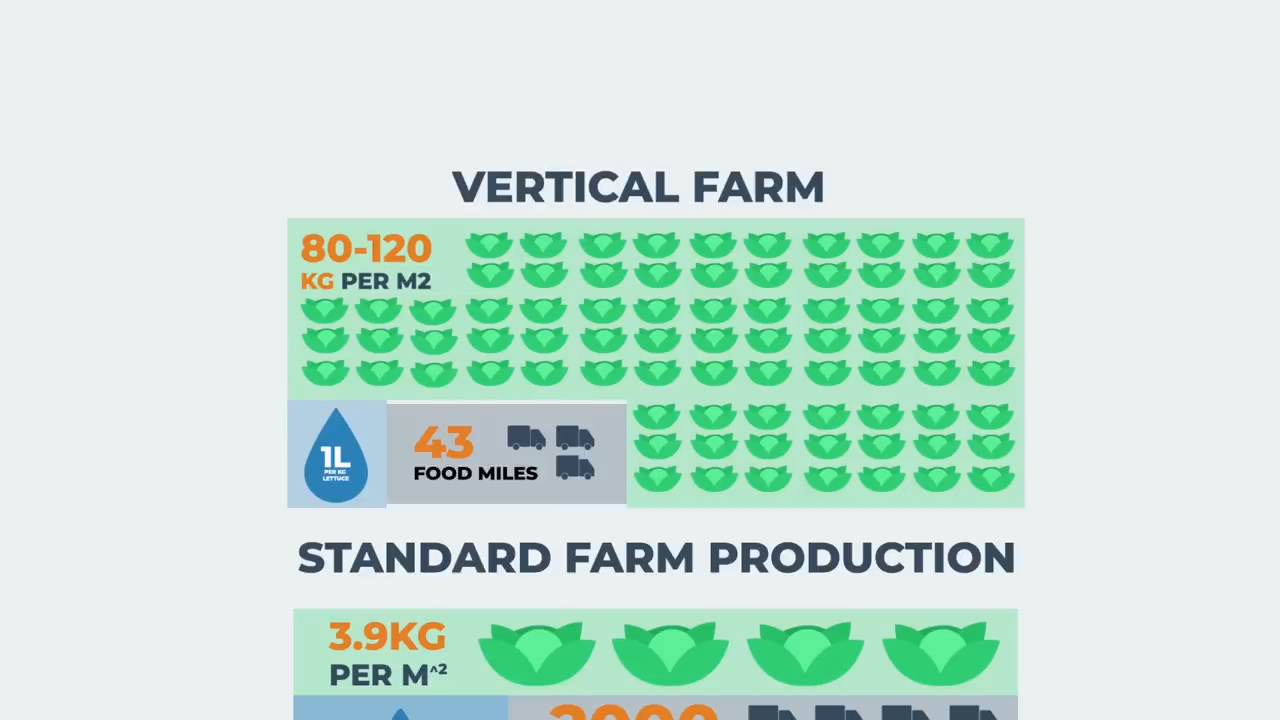 VERTICAL FARM
80-120
KG PER M2
1L
PER KG
LETTUCE
43
FOOD MILES
STANDARD FARM PRODUCTION
3.9KG
PER M^2